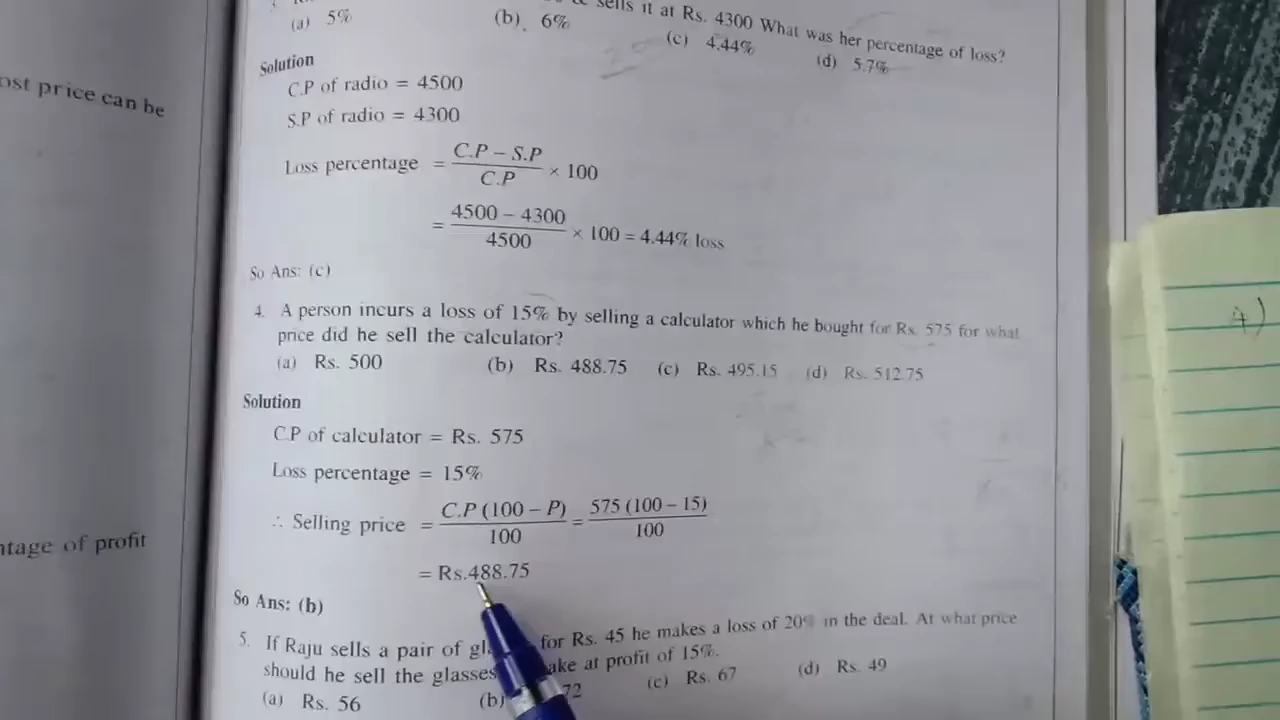 sells it at Rs. 4300 What was her percentage of loss?
(a) 5% (b) 6% (c) 4.44% (d) 5.7%
Solution
C.P of radio = 4500
S.P of radio = 4300
Loss percentage = C.P – S.P / C.P × 100
= 4500 – 4300 / 4500 × 100 = 4.44% loss
So Ans: (c)
4. A person incurs a loss of 15% by selling a calculator which he bought for Rs. 575 for what
price did he sell the calculator?
(a) Rs. 500 (b) Rs. 488.75 (c) Rs. 495.15 (d) Rs. 512.75
Solution
C.P of calculator = Rs. 575
Loss percentage = 15%
∴ Selling price = C.P (100 – P) / 100 = 575 (100 – 15) / 100
= Rs.488.75
So Ans: (b)
5. If Raju sells a pair of for Rs. 45 he makes a loss of 20% in the deal. At what price
should he sell the glasses at profit of 15%.
(a) Rs. 56 (b) 72 (c) Rs. 67 (d) Rs. 49
ost price can be
ntage of profit
4)